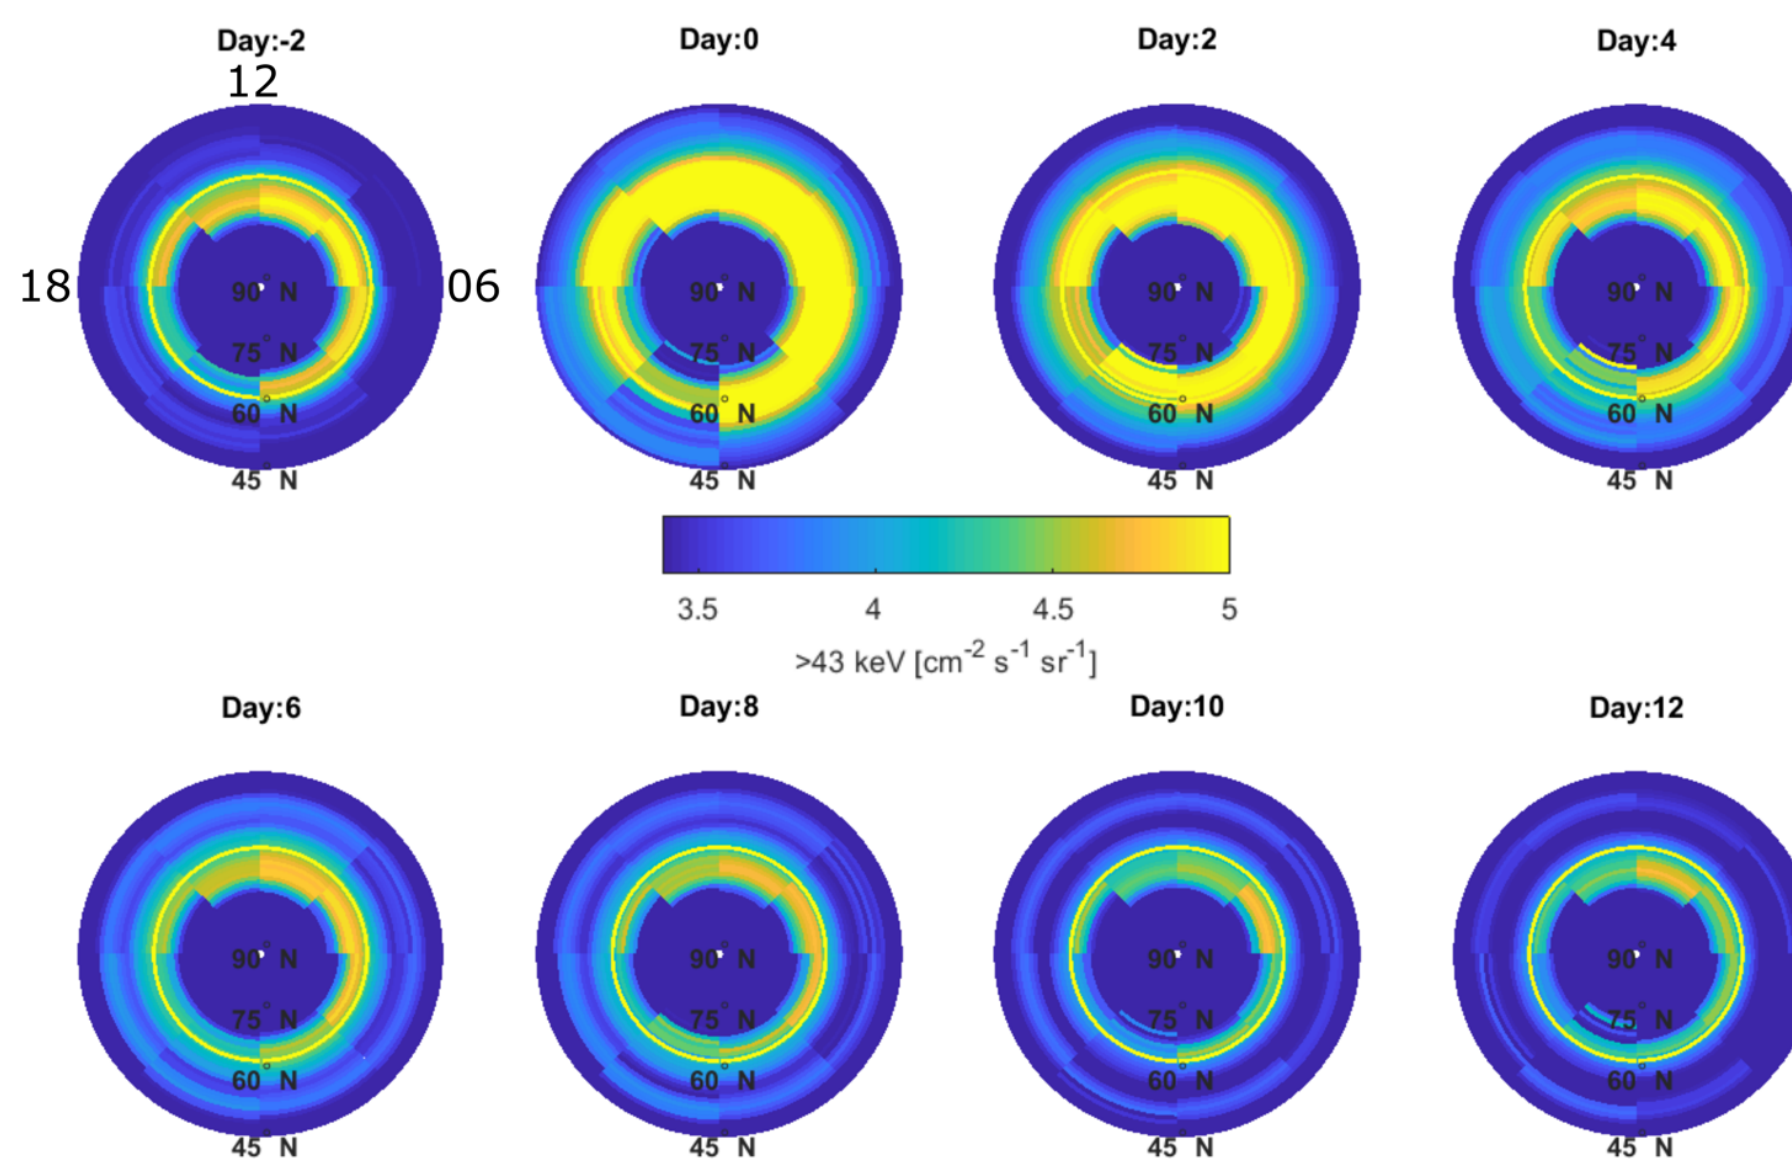 Day:-2 Day:0 Day:2 Day:4
12
18 06
90° N 90° N 90° N 90° N
75° N 75° N 75° N 75° N
60° N 60° N 60° N 60° N
45° N 45° N 45° N 45° N
3.5 4 4.5 5
>43 keV [cm⁻² s⁻¹ sr⁻¹]
Day:6 Day:8 Day:10 Day:12
90° N 90° N 90° N 90° N
75° N 75° N 75° N 75° N
60° N 60° N 60° N 60° N
45° N 45° N 45° N 45° N